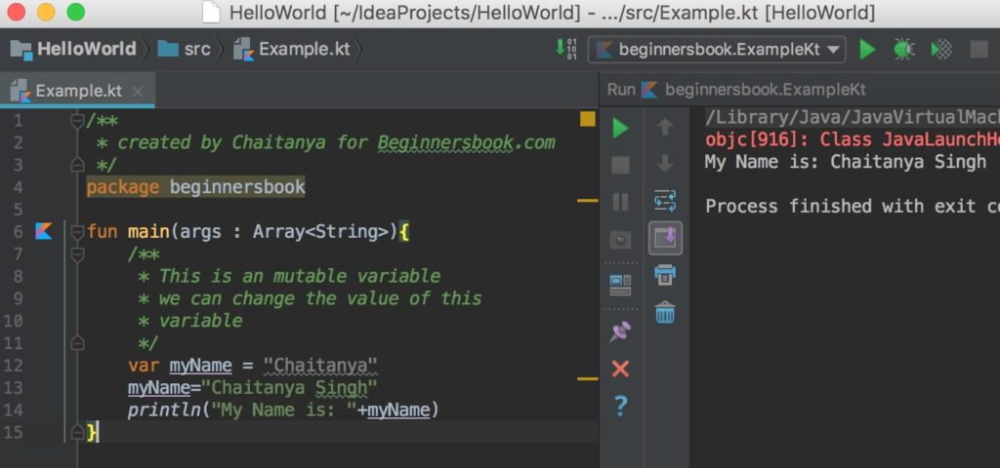 HelloWorld [~/IdeaProjects/HelloWorld] - .../src/Example.kt [HelloWorld]
HelloWorld src Example.kt beginnersbook.ExampleKt
Example.kt
Run beginnersbook.ExampleKt
1 /**
2 * created by Chaitanya for Beginnersbook.com
3 */
4 package beginnersbook
5
6 fun main(args : Array<String>){
7 /**
8 * This is an mutable variable
9 * we can change the value of this
10 * variable
11 */
12 var myName = "Chaitanya"
13 myName="Chaitanya Singh"
14 println("My Name is: "+myName)
15 }
/Library/Java/JavaVirtualMac
objc[916]: Class JavaLaunchHe
My Name is: Chaitanya Singh
Process finished with exit co